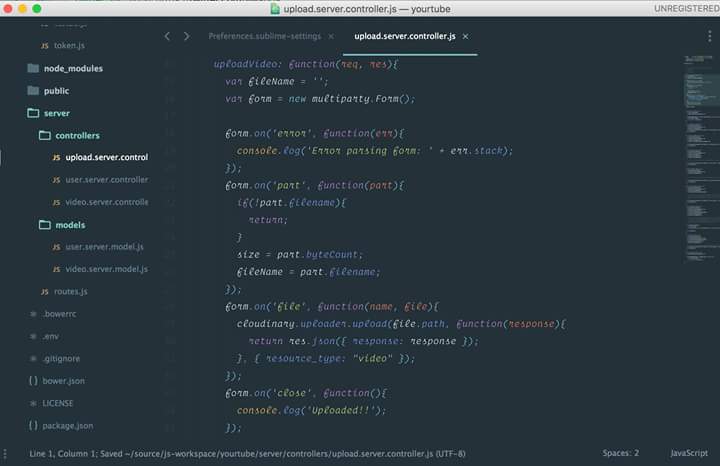 upload.server.controller.js — yourtube
UNREGISTERED
token.js
node_modules
public
server
controllers
upload.server.control
user.server.controller
video.server.controlle
models
user.server.model.js
video.server.model.js
routes.js
.bowerrc
.env
.gitignore
bower.json
LICENSE
package.json
Preferences.sublime-settings ×
upload.server.controller.js ×
uploadVideo: function(req, res){
var fileName = '';
var form = new multiparty.Form();
form.on('error', function(err){
console.log('Error parsing form: ' + err.stack);
});
form.on('part', function(part){
if(!part.filename){
return;
}
size = part.byteCount;
fileName = part.filename;
});
form.on('file', function(name, file){
cloudinary.uploader.upload(file.path, function(response){
return res.json({ response: response });
}, { resource_type: "video" });
});
form.on('close', function(){
console.log('Uploaded!!');
});
Line 1, Column 1; Saved ~/source/js-workspace/yourtube/server/controllers/upload.server.controller.js (UTF-8)
Spaces: 2
JavaScript